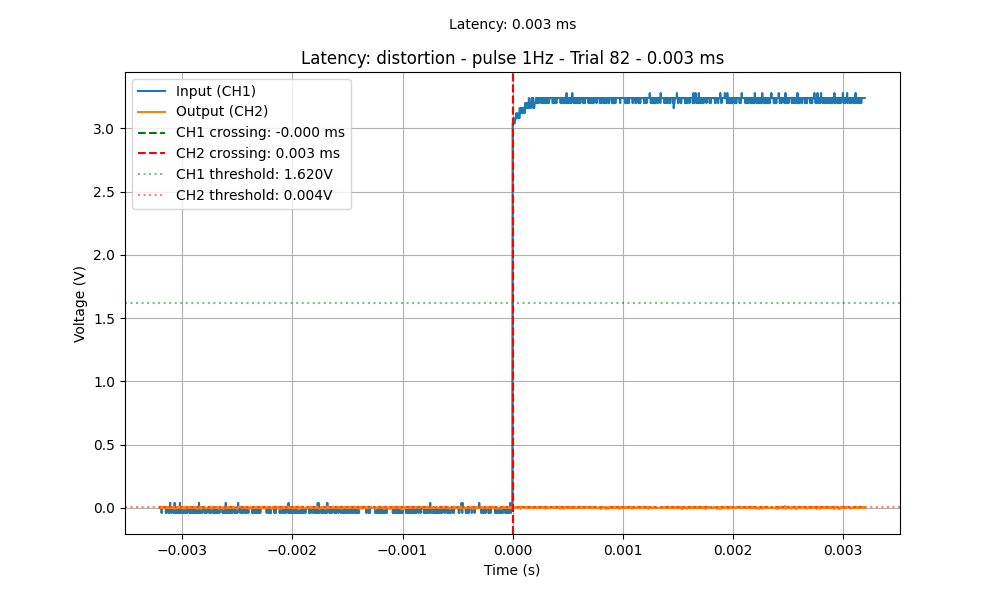 Latency: 0.003 ms
Latency: distortion - pulse 1Hz - Trial 82 - 0.003 ms
Input (CH1)
Output (CH2)
CH1 crossing: -0.000 ms
CH2 crossing: 0.003 ms
CH1 threshold: 1.620V
CH2 threshold: 0.004V
3.0
2.5
2.0
1.5
1.0
0.5
0.0
Voltage (V)
−0.003 −0.002 −0.001 0.000 0.001 0.002 0.003
Time (s)